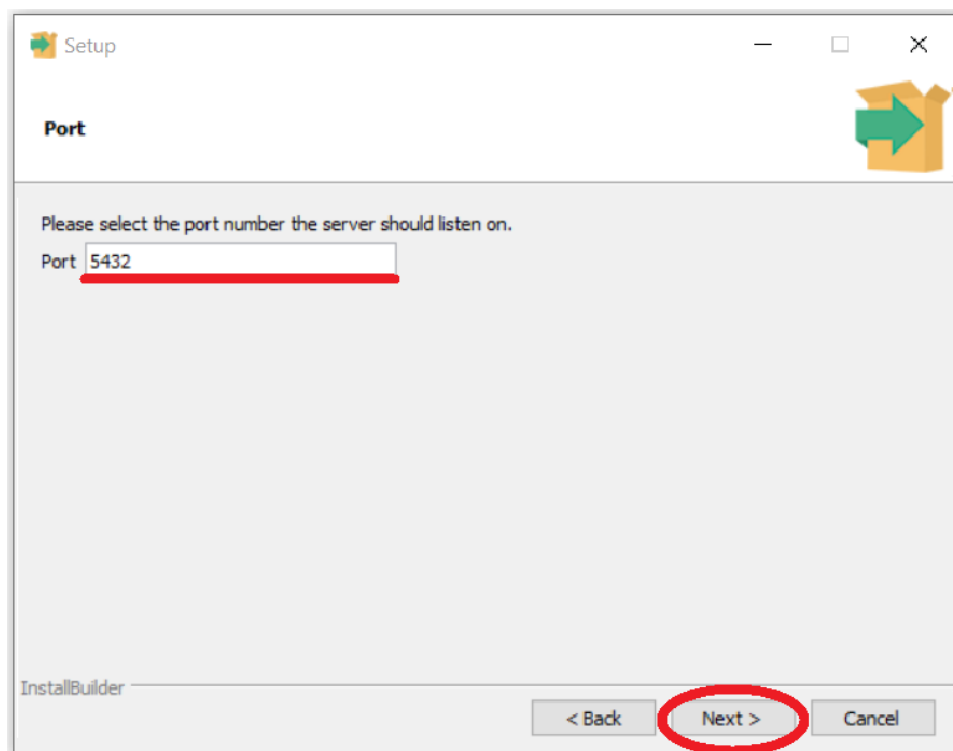 Setup
Port
Please select the port number the server should listen on.
Port 5432
InstallBuilder
< Back Next > Cancel